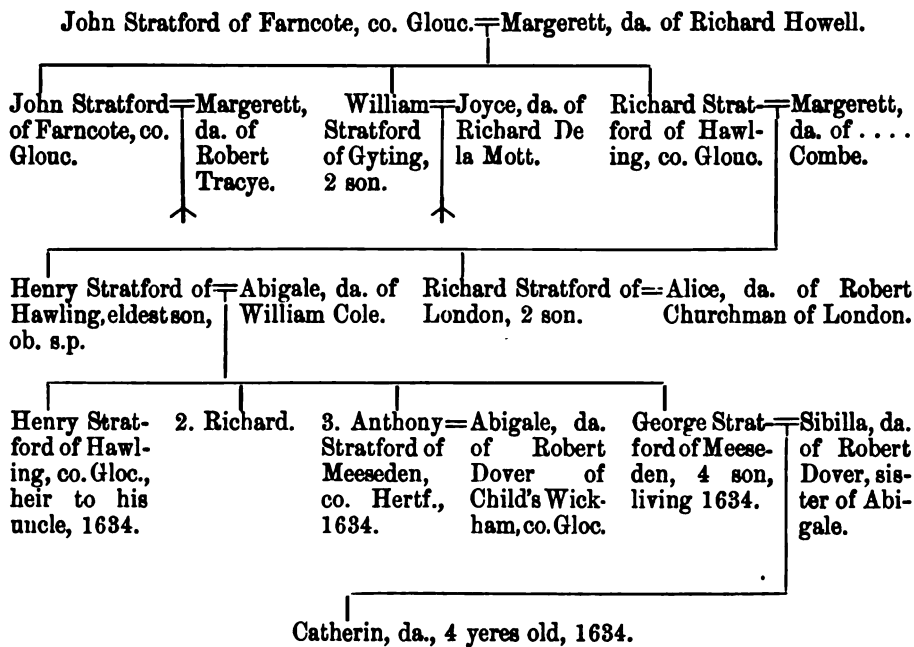 John Stratford of Farncote, co. Glouc.=Margerett, da. of Richard Howell.
John Stratford=Margerett,
of Farncote, co. da. of
Glouc. Robert
Tracye.
William=Joyce, da. of
Stratford Richard De
of Gyting, la Mott.
2 son.
Richard Strat-=Margerett,
ford of Hawl- da. of ....
ing, co. Glouc. Combe.
Henry Stratford of=Abigale, da. of
Hawling, eldest son, William Cole.
ob. s.p.
Richard Stratford of=Alice, da. of Robert
London, 2 son. Churchman of London.
Henry Strat-
ford of Hawl-
ing, co. Gloc.,
heir to his
uncle, 1634.
2. Richard.
3. Anthony=Abigale, da.
Stratford of of Robert
Meeseden, Dover of
co. Hertf., Child's Wick-
1634. ham, co. Gloc.
George Strat-=Sibilla, da.
ford of Meese- of Robert
den, 4 son, Dover, sis-
living 1634. ter of Abi-
gale.
Catherin, da., 4 yeres old, 1634.